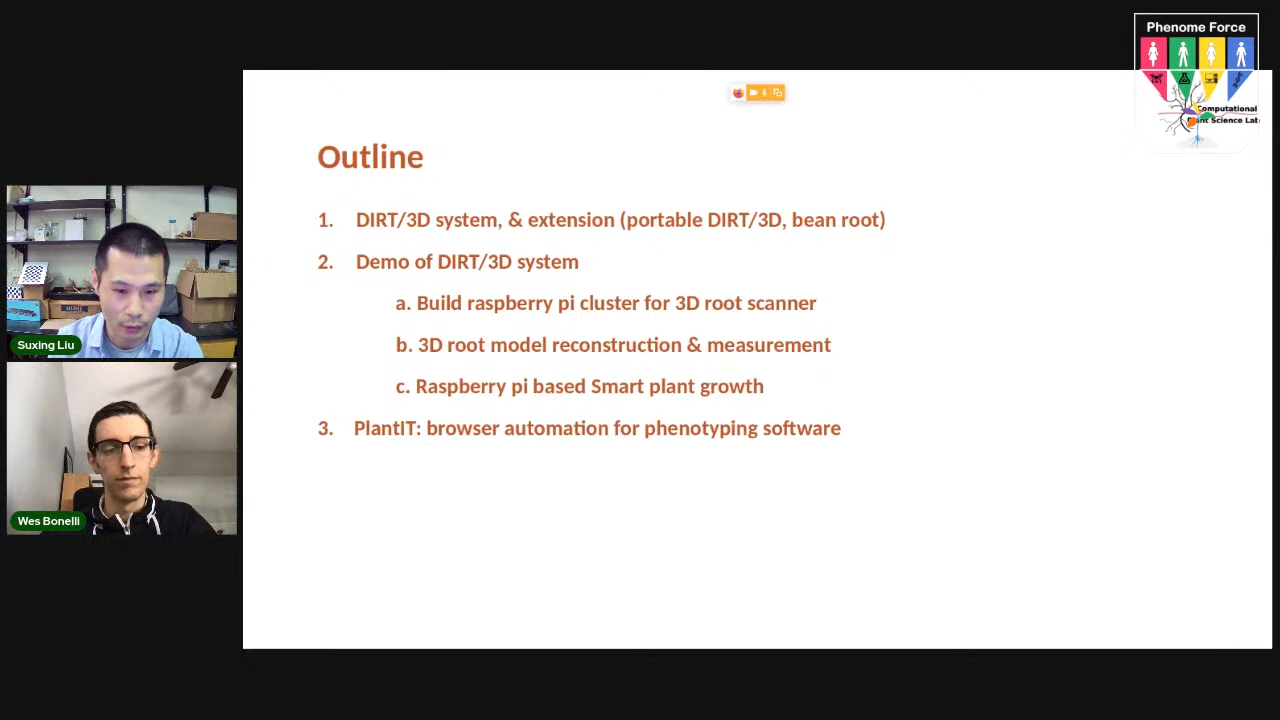 Phenome Force
Computational
Plant Science Lab
Outline
1. DIRT/3D system, & extension (portable DIRT/3D, bean root)
2. Demo of DIRT/3D system
a. Build raspberry pi cluster for 3D root scanner
b. 3D root model reconstruction & measurement
c. Raspberry pi based Smart plant growth
3. PlantIT: browser automation for phenotyping software
Suxing Liu
Wes Bonelli